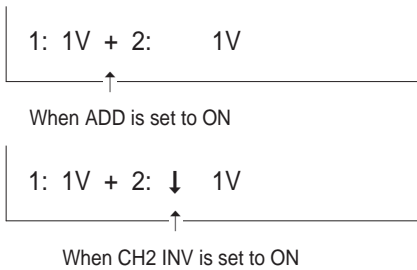 1: 1V + 2: 1V
When ADD is set to ON
1: 1V + 2: ↓ 1V
When CH2 INV is set to ON